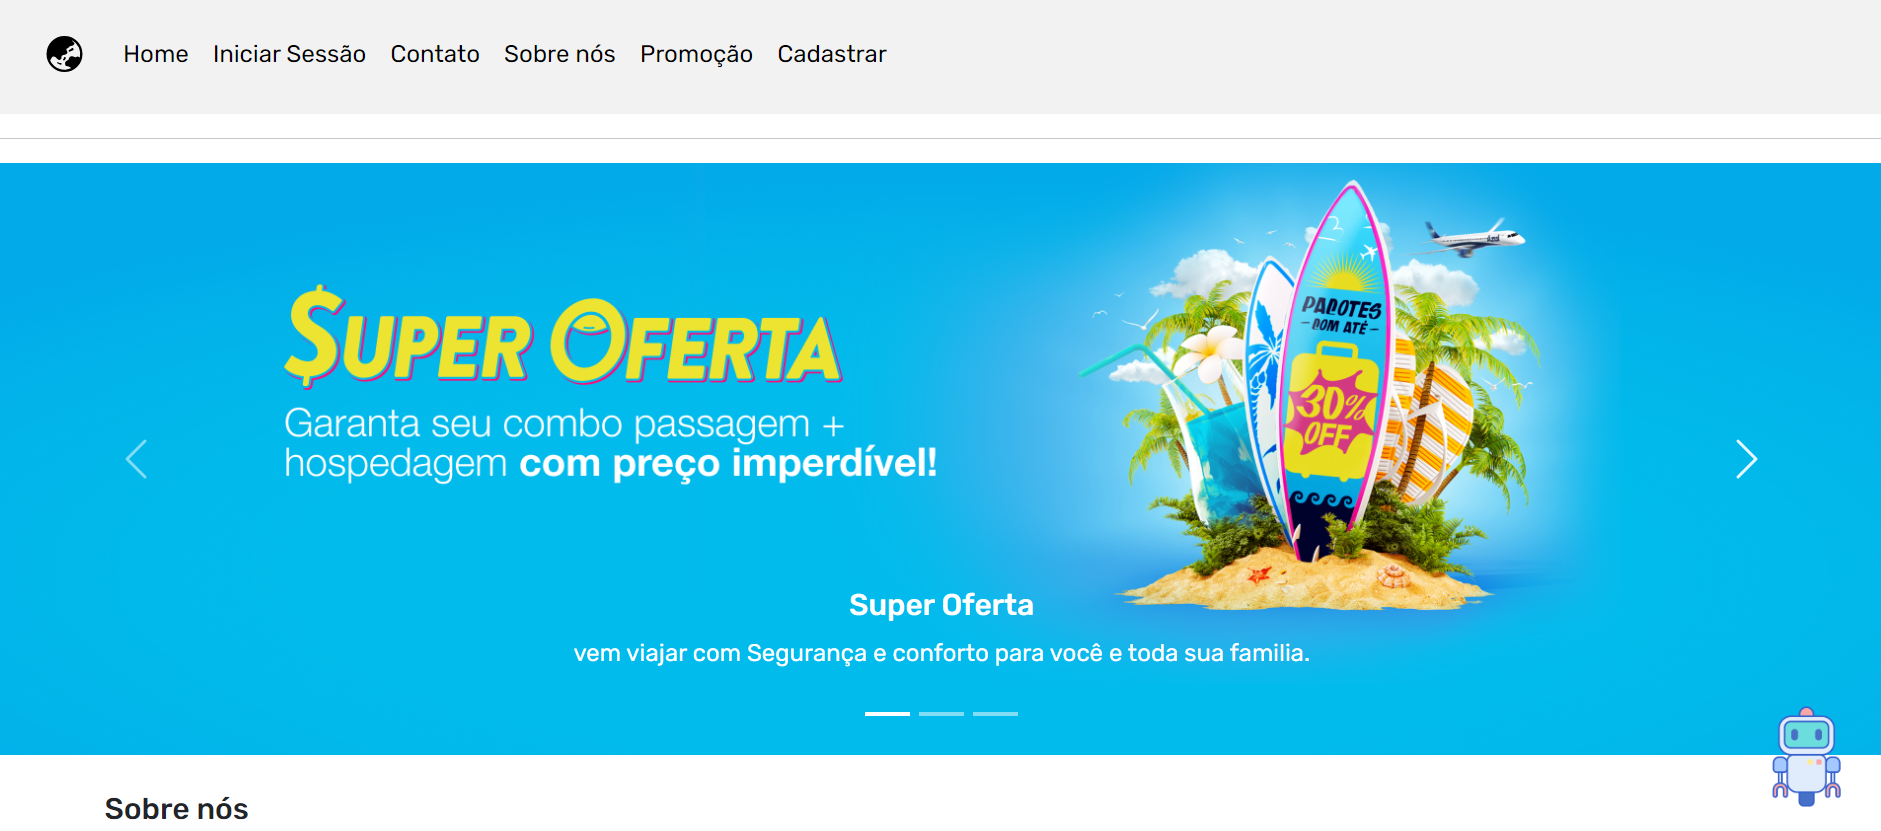 Home Iniciar Sessão Contato Sobre nós Promoção Cadastrar
$UPER OFERTA
Garanta seu combo passagem +
hospedagem com preço imperdível!
PACOTES
COM ATÉ
30%
OFF
Super Oferta
vem viajar com Segurança e conforto para você e toda sua familia.
Sobre nós